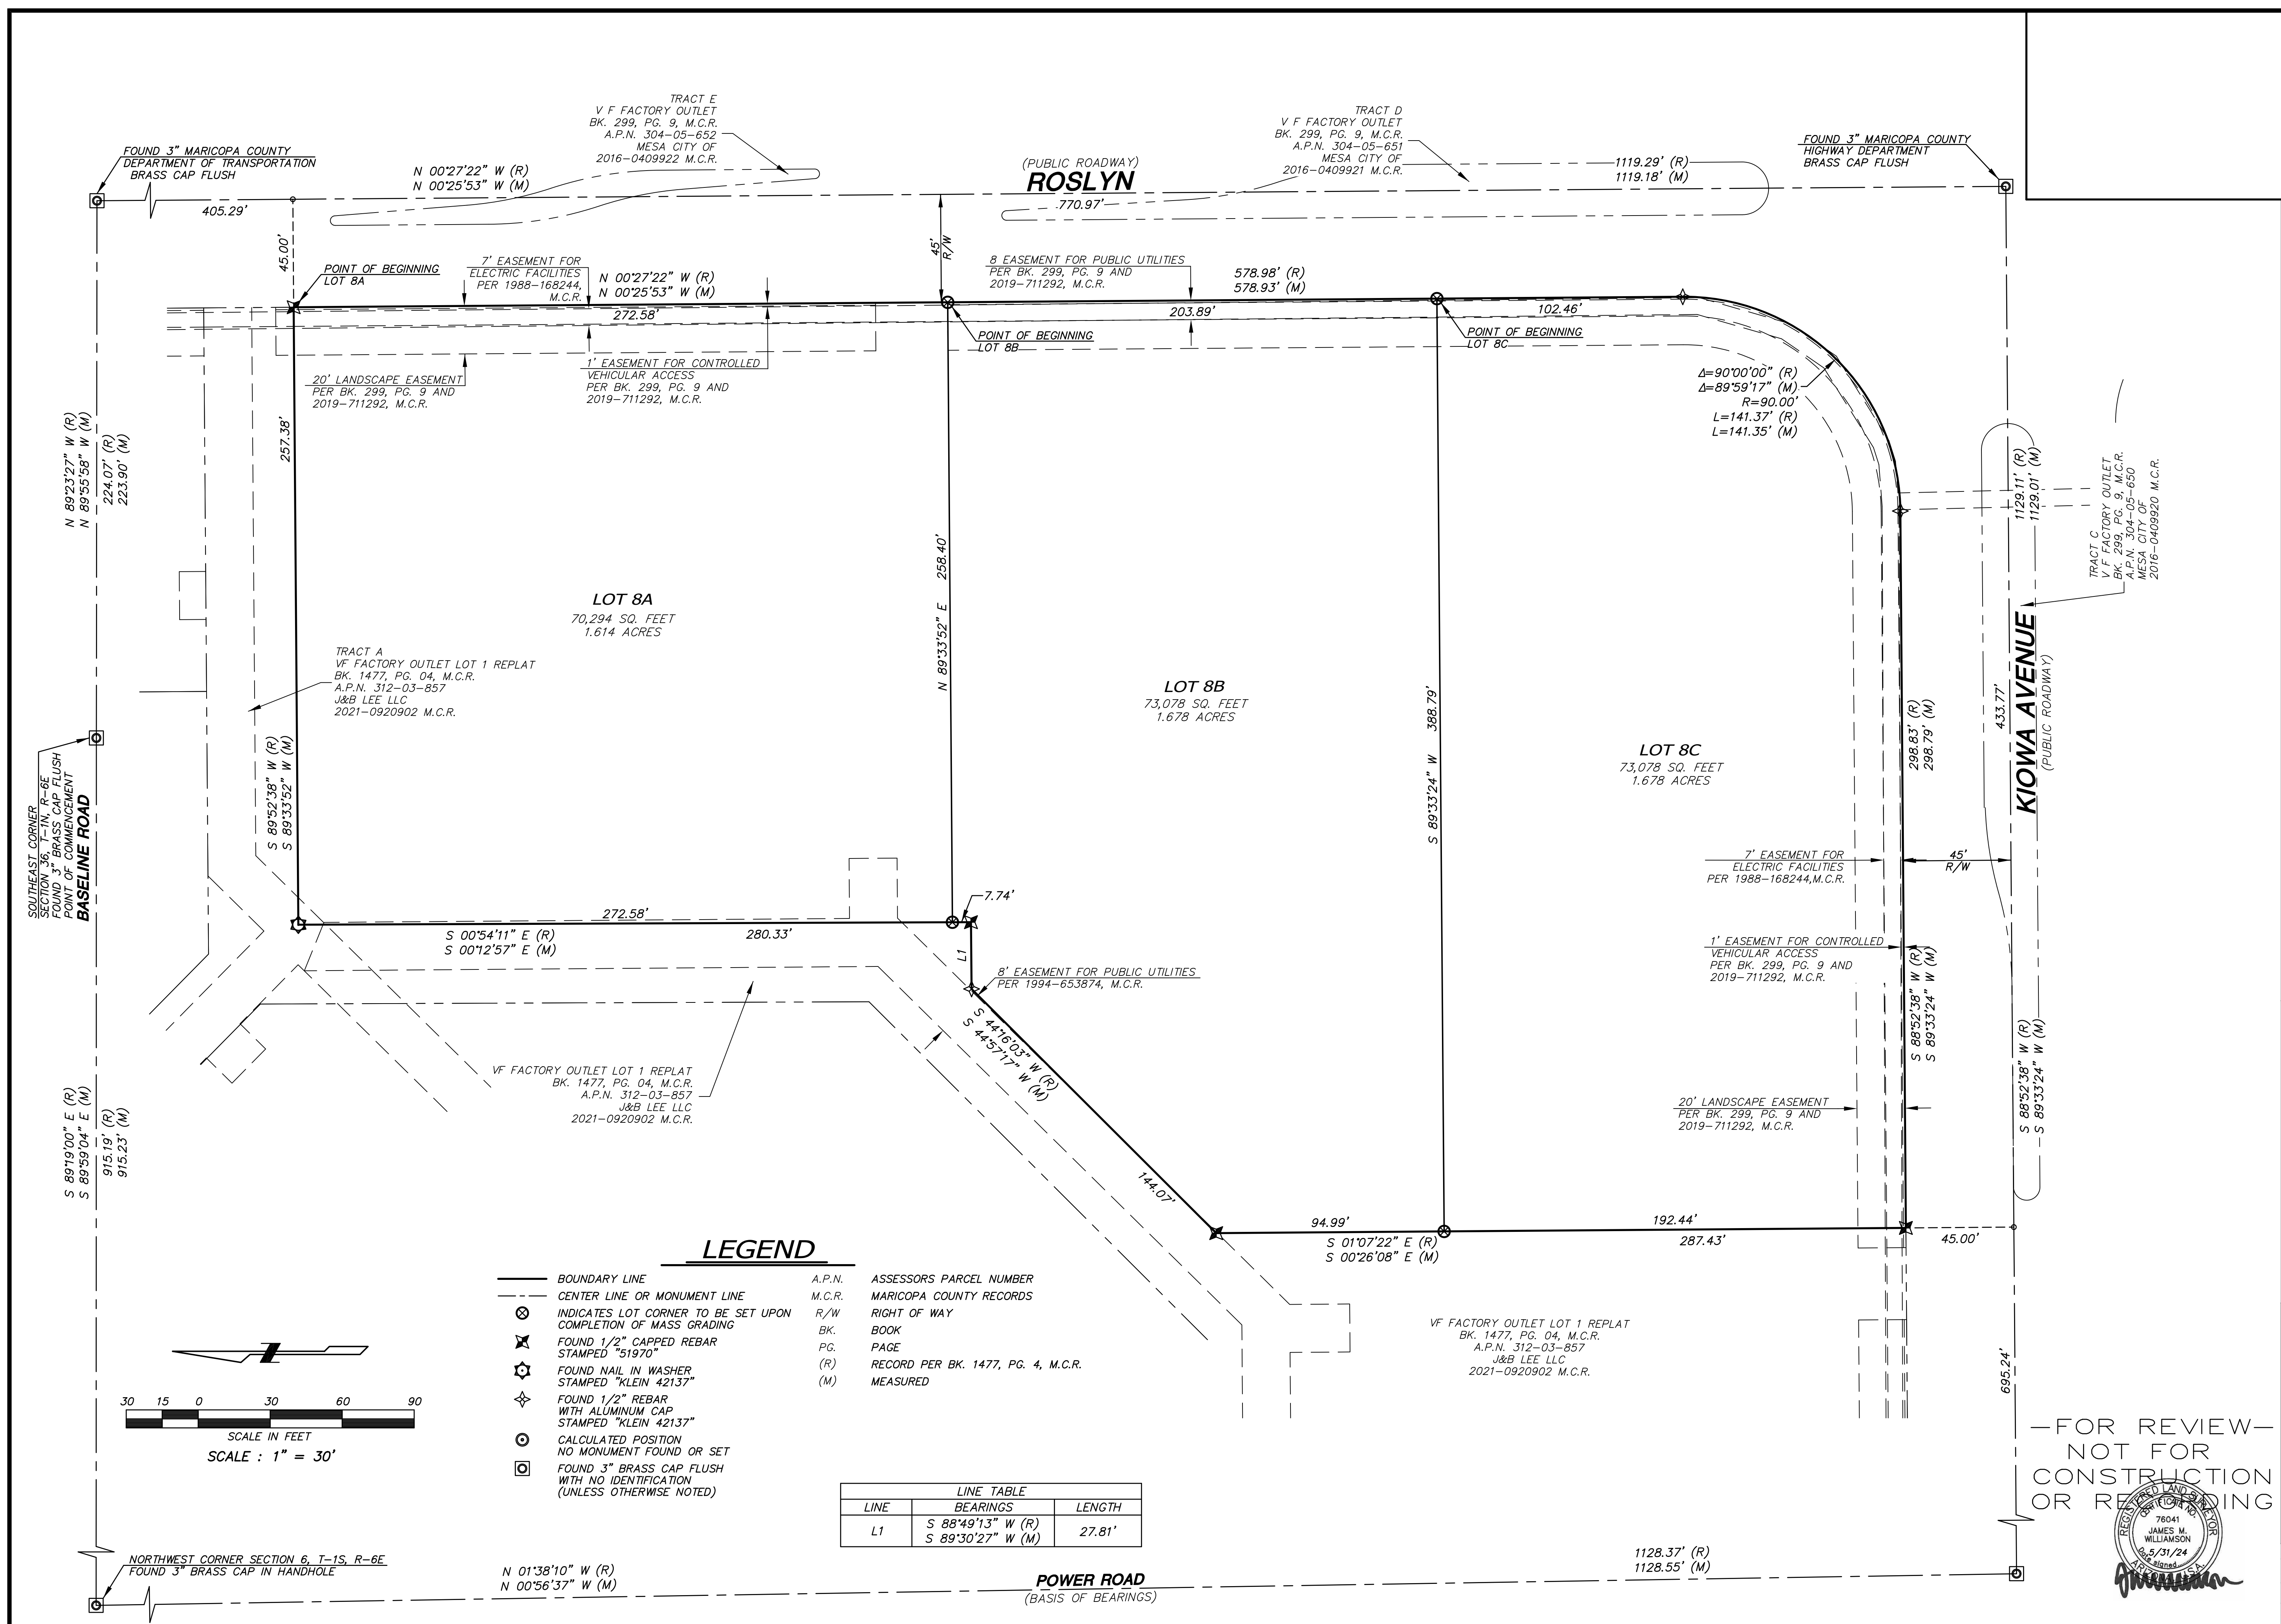 TRACT E
V F FACTORY OUTLET
BK. 299, PG. 9, M.C.R.
A.P.N. 304-05-652
MESA CITY OF
2016-0409922 M.C.R.
TRACT D
V F FACTORY OUTLET
BK. 299, PG. 9, M.C.R.
A.P.N. 304-05-651
MESA CITY OF
2016-0409921 M.C.R.
FOUND 3" MARICOPA COUNTY
DEPARTMENT OF TRANSPORTATION
BRASS CAP FLUSH
N 00°27'22" W (R)
N 00°25'53" W (M)
(PUBLIC ROADWAY)
ROSLYN
1119.29' (R)
1119.18' (M)
FOUND 3" MARICOPA COUNTY
HIGHWAY DEPARTMENT
BRASS CAP FLUSH
405.29'
770.97'
45.00'
45'
R/W
POINT OF BEGINNING
LOT 8A
7' EASEMENT FOR
ELECTRIC FACILITIES
PER 1988-168244,
M.C.R.
N 00°27'22" W (R)
N 00°25'53" W (M)
8 EASEMENT FOR PUBLIC UTILITIES
PER BK. 299, PG. 9 AND
2019-711292, M.C.R.
578.98' (R)
578.93' (M)
272.58'
203.89'
102.46'
POINT OF BEGINNING
LOT 8B
POINT OF BEGINNING
LOT 8C
20' LANDSCAPE EASEMENT
PER BK. 299, PG. 9 AND
2019-711292, M.C.R.
1' EASEMENT FOR CONTROLLED
VEHICULAR ACCESS
PER BK. 299, PG. 9 AND
2019-711292, M.C.R.
Δ=90°00'00" (R)
Δ=89°59'17" (M)
R=90.00'
L=141.37' (R)
L=141.35' (M)
N 89°23'27" W (R)
N 89°55'58" W (M)
224.07' (R)
223.90' (M)
257.38'
S 89°52'38" W (R)
S 89°33'52" W (M)
N 89°33'52" E 258.40'
S 89°33'24" W 388.79'
1129.11' (R)
1129.01' (M)
TRACT C
V F FACTORY OUTLET
BK. 299, PG. 9, M.C.R.
A.P.N. 304-05-650
MESA CITY OF
2016-0409920 M.C.R.
LOT 8A
70,294 SQ. FEET
1.614 ACRES
LOT 8B
73,078 SQ. FEET
1.678 ACRES
LOT 8C
73,078 SQ. FEET
1.678 ACRES
TRACT A
VF FACTORY OUTLET LOT 1 REPLAT
BK. 1477, PG. 04, M.C.R.
A.P.N. 312-03-857
J&B LEE LLC
2021-0920902 M.C.R.
298.83' (R)
298.79' (M)
433.77'
KIOWA AVENUE
(PUBLIC ROADWAY)
SOUTHEAST CORNER
SECTION 36, T-1N, R-6E
FOUND 3" BRASS CAP FLUSH
POINT OF COMMENCEMENT
BASELINE ROAD
7' EASEMENT FOR
ELECTRIC FACILITIES
PER 1988-168244,M.C.R.
45'
R/W
272.58'
7.74'
S 00°54'11" E (R)
S 00°12'57" E (M)
280.33'
L1
8' EASEMENT FOR PUBLIC UTILITIES
PER 1994-653874, M.C.R.
1' EASEMENT FOR CONTROLLED
VEHICULAR ACCESS
PER BK. 299, PG. 9 AND
2019-711292, M.C.R.
S 88°52'38" W (R)
S 89°33'24" W (M)
S 44°16'03" W (R)
S 44°57'17" W (M)
144.07'
VF FACTORY OUTLET LOT 1 REPLAT
BK. 1477, PG. 04, M.C.R.
A.P.N. 312-03-857
J&B LEE LLC
2021-0920902 M.C.R.
20' LANDSCAPE EASEMENT
PER BK. 299, PG. 9 AND
2019-711292, M.C.R.
S 88°52'38" W (R)
S 89°33'24" W (M)
S 89°19'00" E (R)
S 89°59'04" E (M)
915.19' (R)
915.23' (M)
94.99'
192.44'
S 01°07'22" E (R)
S 00°26'08" E (M)
287.43'
45.00'
LEGEND
BOUNDARY LINE
CENTER LINE OR MONUMENT LINE
INDICATES LOT CORNER TO BE SET UPON
COMPLETION OF MASS GRADING
FOUND 1/2" CAPPED REBAR
STAMPED "51970"
FOUND NAIL IN WASHER
STAMPED "KLEIN 42137"
FOUND 1/2" REBAR
WITH ALUMINUM CAP
STAMPED "KLEIN 42137"
CALCULATED POSITION
NO MONUMENT FOUND OR SET
FOUND 3" BRASS CAP FLUSH
WITH NO IDENTIFICATION
(UNLESS OTHERWISE NOTED)
A.P.N. ASSESSORS PARCEL NUMBER
M.C.R. MARICOPA COUNTY RECORDS
R/W RIGHT OF WAY
BK. BOOK
PG. PAGE
(R) RECORD PER BK. 1477, PG. 4, M.C.R.
(M) MEASURED
VF FACTORY OUTLET LOT 1 REPLAT
BK. 1477, PG. 04, M.C.R.
A.P.N. 312-03-857
J&B LEE LLC
2021-0920902 M.C.R.
695.24'
30 15 0 30 60 90
SCALE IN FEET
SCALE : 1" = 30'
LINE TABLE
LINE BEARINGS LENGTH
L1 S 88°49'13" W (R) 27.81'
S 89°30'27" W (M)
-FOR REVIEW-
NOT FOR
CONSTRUCTION
OR RECORDING
REGISTERED LAND SURVEYOR
CERTIFICATE NO.
76041
JAMES M.
WILLIAMSON
5/31/24
Date signed
ARIZONA, U.S.A.
NORTHWEST CORNER SECTION 6, T-1S, R-6E
FOUND 3" BRASS CAP IN HANDHOLE
N 01°38'10" W (R)
N 00°56'37" W (M)
POWER ROAD
(BASIS OF BEARINGS)
1128.37' (R)
1128.55' (M)